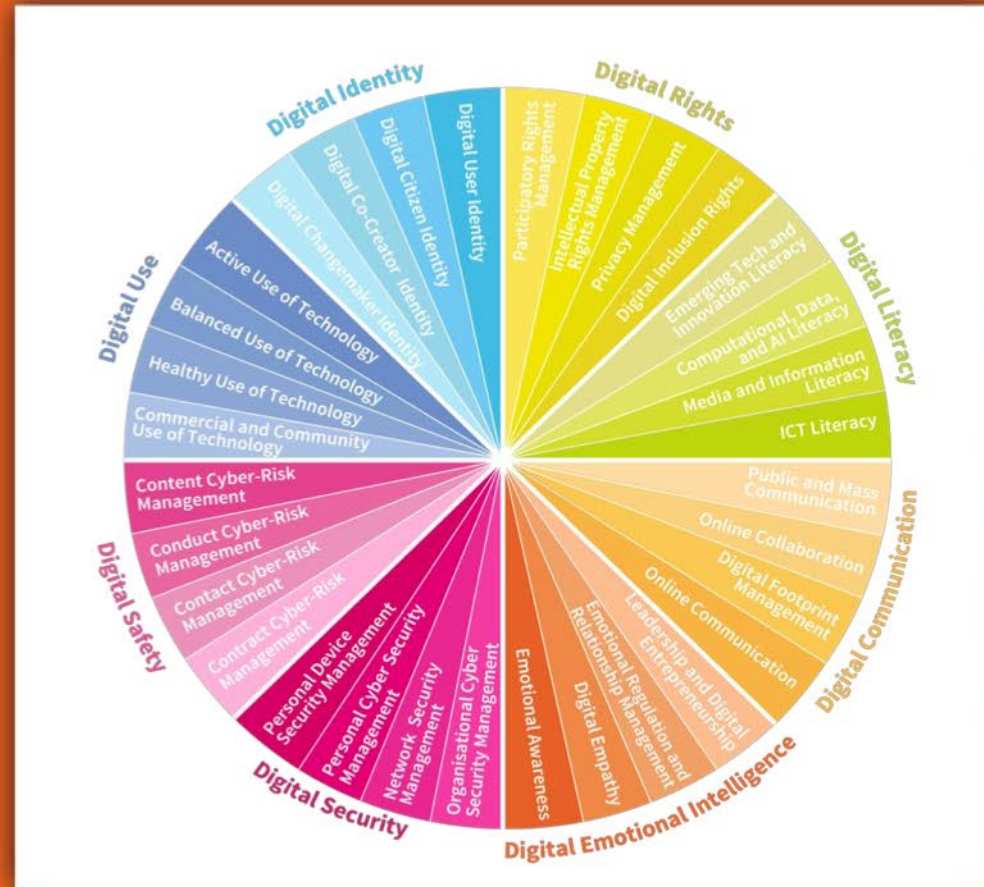 Digital Identity
Digital Changemaker Identity
Digital Co-Creator Identity
Digital Citizen Identity
Digital User Identity
Digital Rights
Participatory Rights
Management
Intellectual Property
Rights Management
Privacy Management
Digital Inclusion Rights
Digital Literacy
Emerging Tech and
Innovation Literacy
Computational, Data,
and AI Literacy
Media and Information
Literacy
ICT Literacy
Digital Communication
Public and Mass
Communication
Online Collaboration
Digital Footprint
Management
Online Communication
Digital Emotional Intelligence
Leadership and Digital
Entrepreneurship
Emotional Regulation and
Relationship Management
Digital Empathy
Emotional Awareness
Digital Security
Organisational Cyber
Security Management
Network Security
Management
Personal Cyber Security
Management
Personal Device
Security Management
Digital Safety
Contract Cyber-Risk
Management
Contact Cyber-Risk
Management
Conduct Cyber-Risk
Management
Content Cyber-Risk
Management
Digital Use
Commercial and Community
Use of Technology
Healthy Use of Technology
Balanced Use of Technology
Active Use of Technology